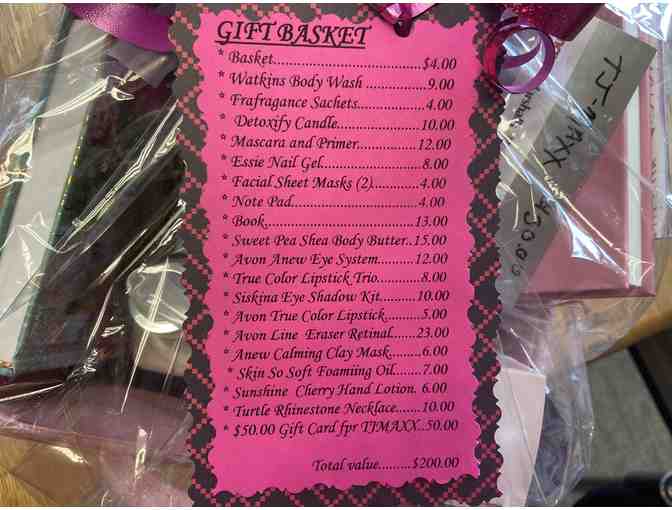 GIFT BASKET
* Basket....................................$4.00
* Watkins Body Wash ...............9.00
* Frafragance Sachets.................4.00
* Detoxify Candle.....................10.00
* Mascara and Primer...............12.00
* Essie Nail Gel........................8.00
* Facial Sheet Masks (2)...........4.00
* Note Pad..............................4.00
* Book......................................13.00
* Sweet Pea Shea Body Butter..15.00
* Avon Anew Eye System..........12.00
* True Color Lipstick Trio..........8.00
* Siskina Eye Shadow Kit.........10.00
* Avon True Color Lipstick........5.00
* Avon Line Eraser Retinal.......23.00
* Anew Calming Clay Mask........6.00
* Skin So Soft Foamiing Oil.......7.00
* Sunshine Cherry Hand Lotion. 6.00
* Turtle Rhinestone Necklace.......10.00
* $50.00 Gift Card fpr TJMAXX..50.00
Total value.........$200.00
TJ-MAXX